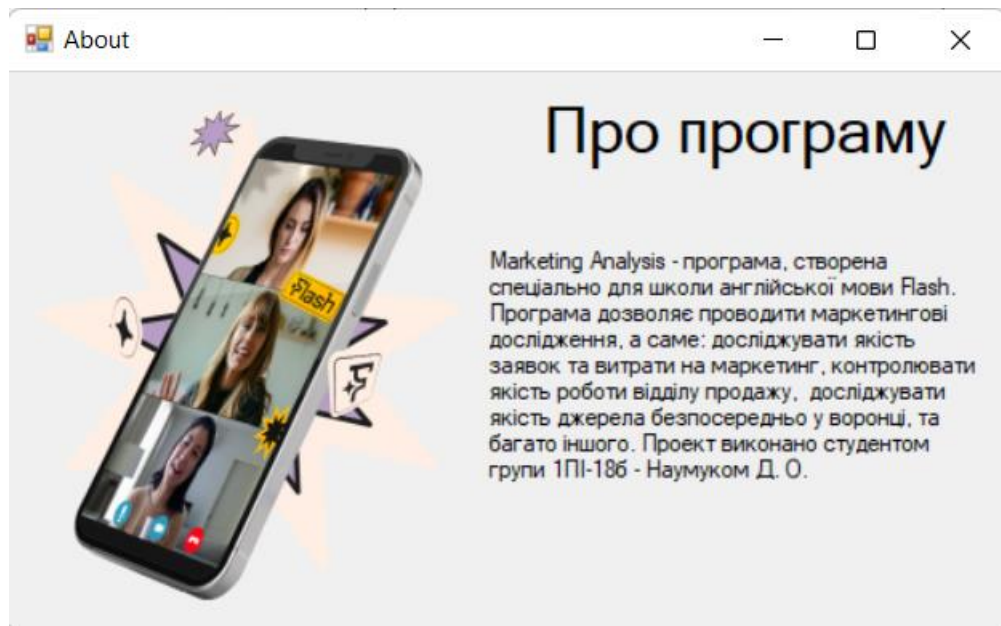 About
Про програму
Flash
Marketing Analysis - програма, створена
спеціально для школи англійської мови Flash.
Програма дозволяє проводити маркетингові
дослідження, а саме: досліджувати якість
заявок та витрати на маркетинг, контролювати
якість роботи відділу продажу,  досліджувати
якість джерела безпосередньо у воронці, та
багато іншого. Проект виконано студентом
групи 1ПІ-18б - Наумуком Д. О.